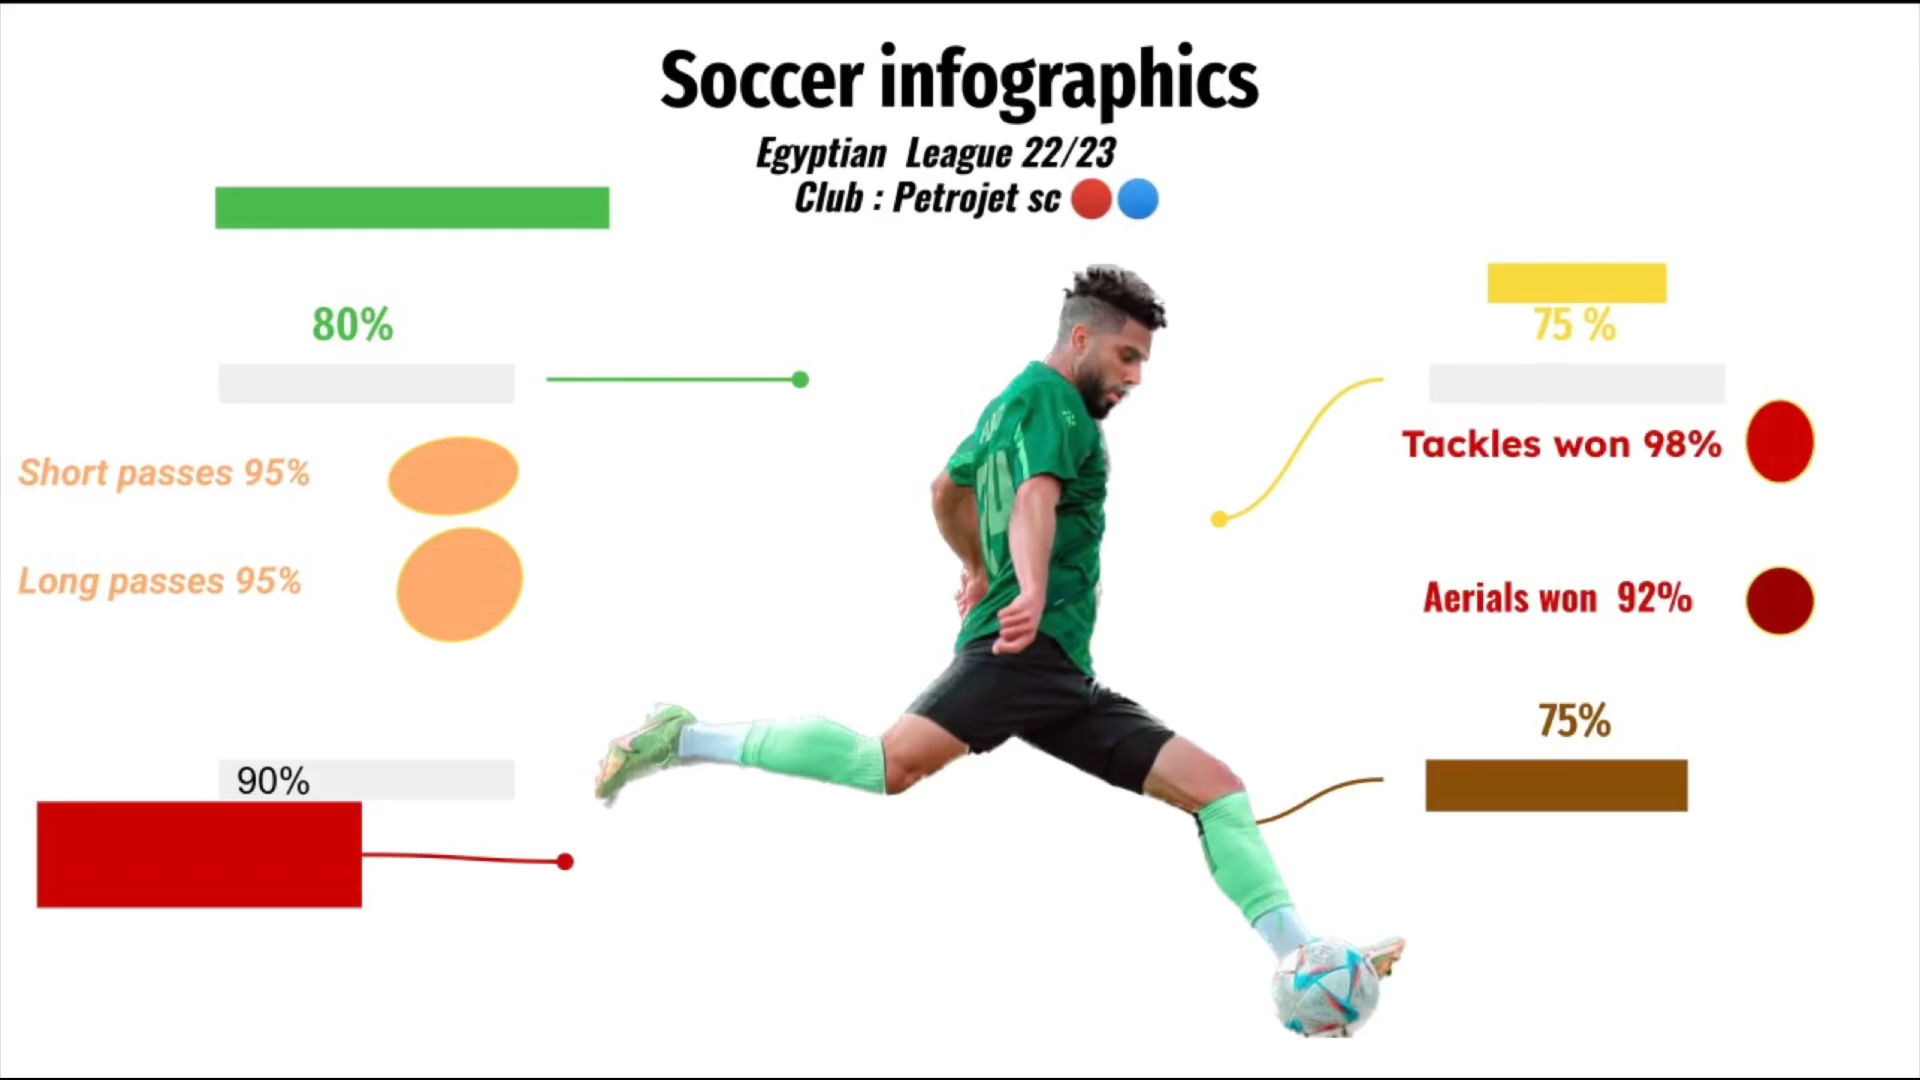 Soccer infographics
Egyptian League 22/23
Club : Petrojet sc
80%
75 %
Tackles won 98%
Short passes 95%
Long passes 95%
Aerials won 92%
75%
90%